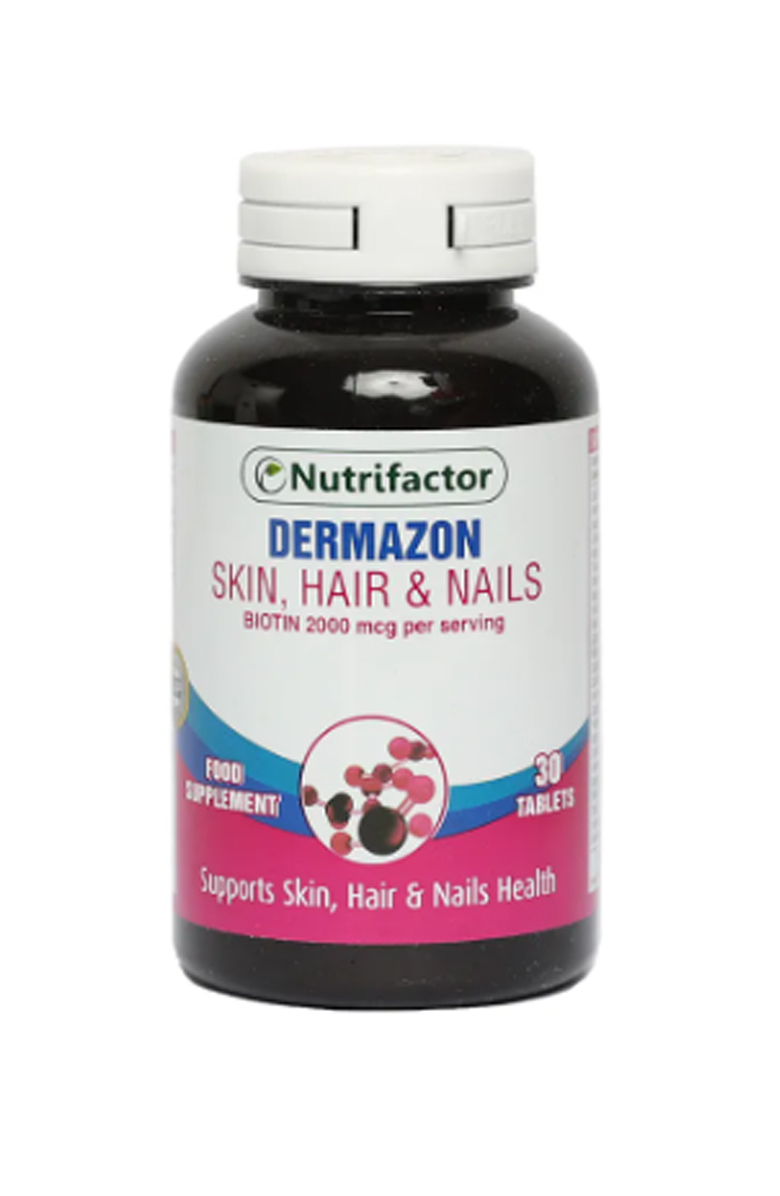 Nutrifactor
DERMAZON
SKIN, HAIR & NAILS
BIOTIN 2000 mcg per serving
FOOD
SUPPLEMENT
30
TABLETS
Supports Skin, Hair & Nails Health